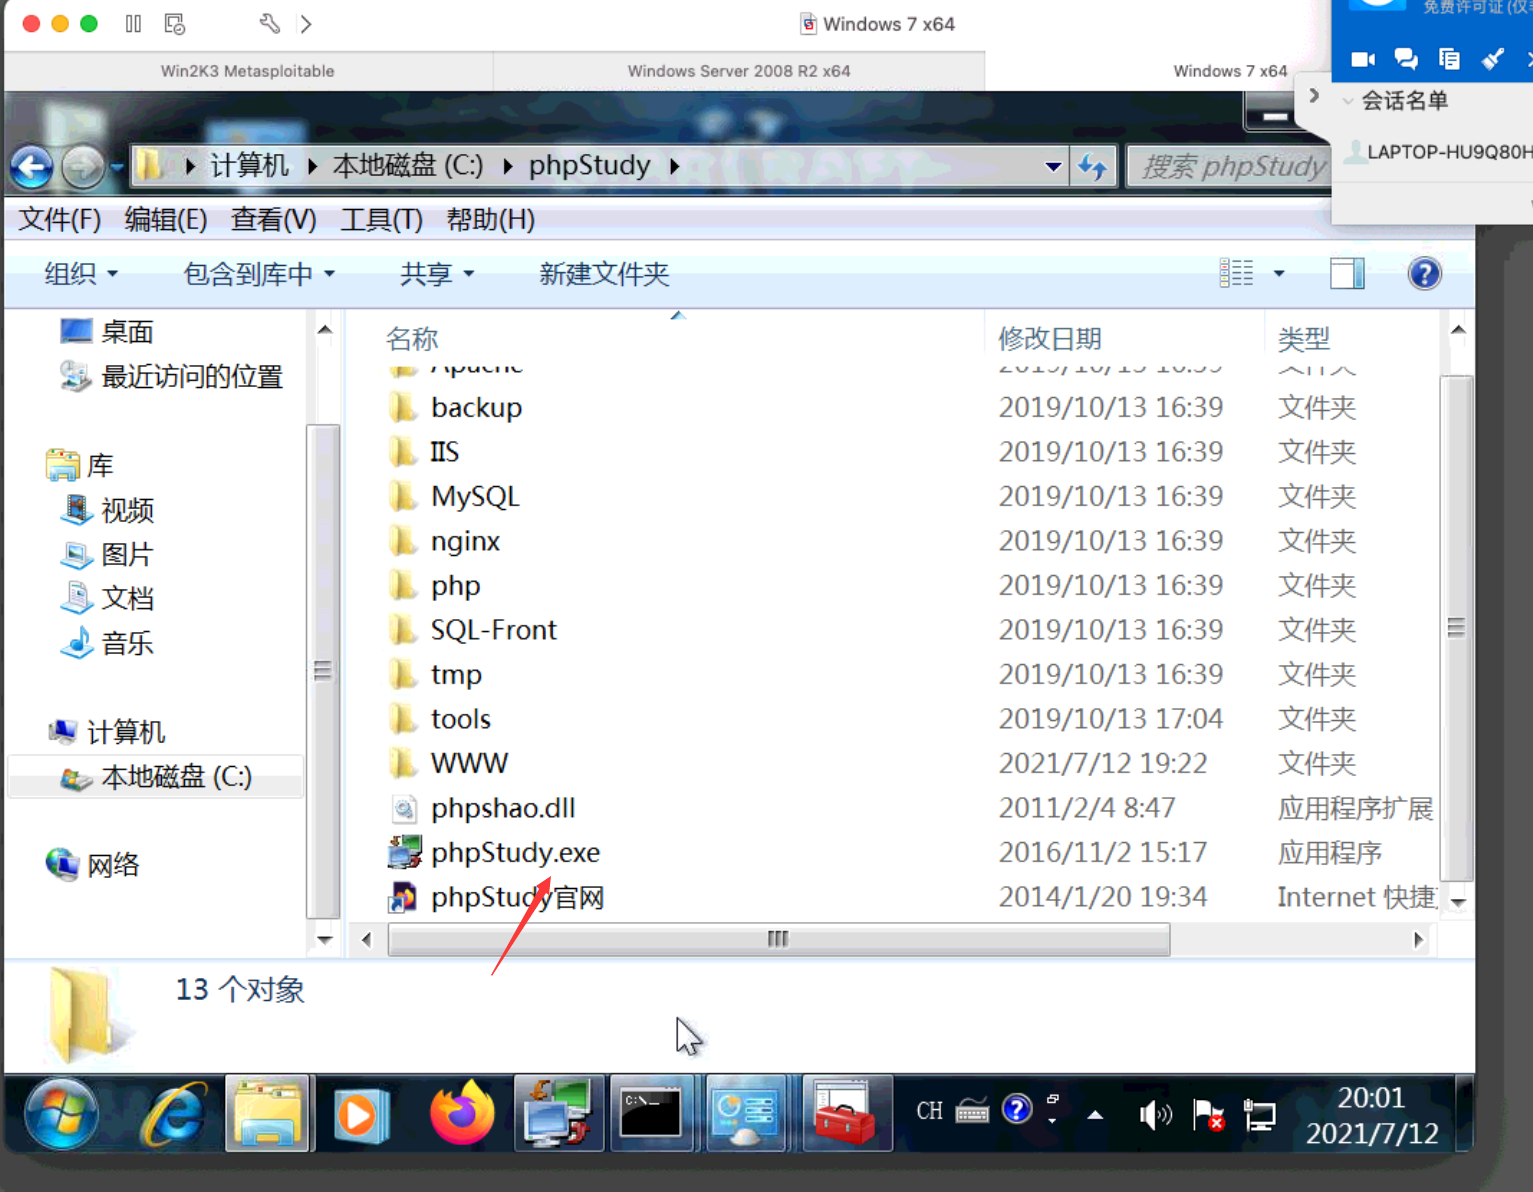 Windows 7 x64
免费许可证 (仅
Win2K3 Metasploitable
Windows Server 2008 R2 x64
Windows 7 x64
会话名单
LAPTOP-HU9Q80H
计算机
本地磁盘 (C:)
phpStudy
搜索 phpStudy
文件(F) 编辑(E) 查看(V) 工具(T) 帮助(H)
组织 包含到库中 共享 新建文件夹
桌面
最近访问的位置
库
视频
图片
文档
音乐
计算机
本地磁盘 (C:)
网络
名称 修改日期 类型
Apache 2019/10/13 16:39 文件夹
backup 2019/10/13 16:39 文件夹
IIS 2019/10/13 16:39 文件夹
MySQL 2019/10/13 16:39 文件夹
nginx 2019/10/13 16:39 文件夹
php 2019/10/13 16:39 文件夹
SQL-Front 2019/10/13 16:39 文件夹
tmp 2019/10/13 16:39 文件夹
tools 2019/10/13 17:04 文件夹
WWW 2021/7/12 19:22 文件夹
phpshao.dll 2011/2/4 8:47 应用程序扩展
phpStudy.exe 2016/11/2 15:17 应用程序
phpStudy官网 2014/1/20 19:34 Internet 快捷
13 个对象
C:\_
CH
20:01
2021/7/12